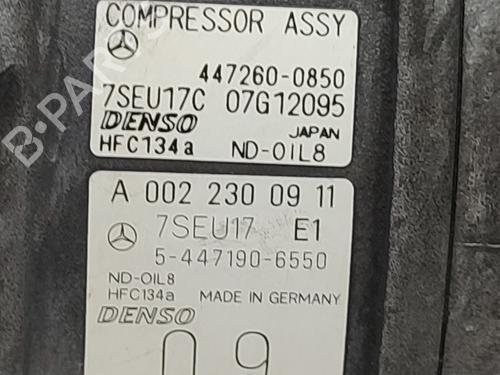 COMPRESSOR ASSY
447260-0850
7SEU17C 07G12095
DENSO JAPAN
HFC134a ND-OIL8
A 002 230 09 11
7SEU17 E1
5-447190-6550
ND-OIL8
HFC134a MADE IN GERMANY
DENSO
09
B-PARTS